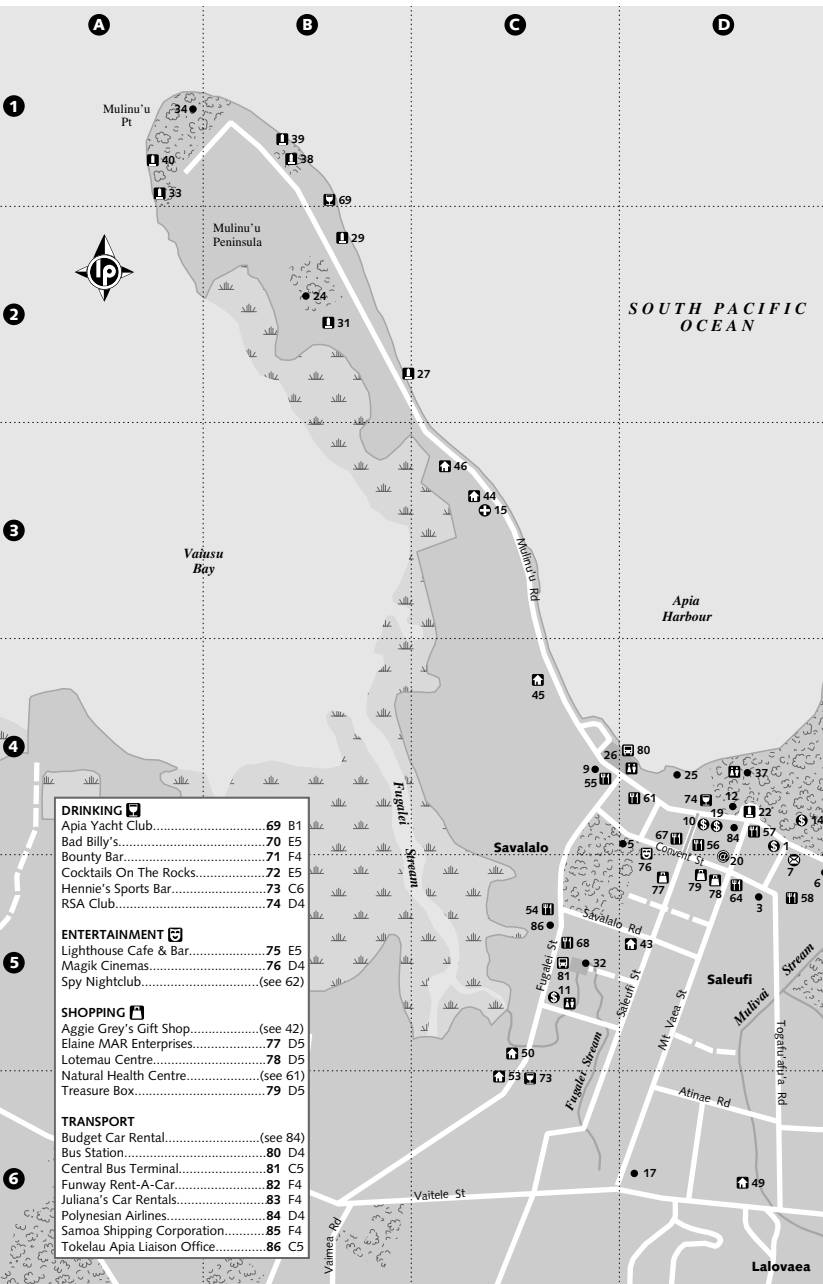 A B C D
1
Mulinu'u
Pt
34
39
38
40
33
69
Mulinu'u
Peninsula
29
lp
24
2
SOUTH PACIFIC
OCEAN
31
27
46
44
15
3
Mulinu'u Rd
Vaiusu
Bay
Apia
Harbour
45
4
26 80
9
25 37
55
61 74 12
22
19
10
14
84 57
67 56
1
5
Convent St
20
7
6
76
77
79 78 64
3
58
Fugalei Stream
Savalalo
54
86
Savalalo Rd
68
43
5
81
32
Fugalei St
11
Saleufi St
Saleufi
Mt Vaea St
Mulivai Stream
Togafu'afu'a Rd
50
53 73
Fugalei Stream
Atinae Rd
6
17
49
Vaitele St
Vaimea Rd
Lalovaea
DRINKING
Apia Yacht Club 69 B1
Bad Billy's 70 E5
Bounty Bar 71 F4
Cocktails On The Rocks 72 E5
Hennie's Sports Bar 73 C6
RSA Club 74 D4
ENTERTAINMENT
Lighthouse Cafe & Bar 75 E5
Magik Cinemas 76 D4
Spy Nightclub (see 62)
SHOPPING
Aggie Grey's Gift Shop (see 42)
Elaine MAR Enterprises 77 D5
Lotemau Centre 78 D5
Natural Health Centre (see 61)
Treasure Box 79 D5
TRANSPORT
Budget Car Rental (see 84)
Bus Station 80 D4
Central Bus Terminal 81 C5
Funway Rent-A-Car 82 F4
Juliana's Car Rentals 83 F4
Polynesian Airlines 84 D4
Samoa Shipping Corporation 85 F4
Tokelau Apia Liaison Office 86 C5